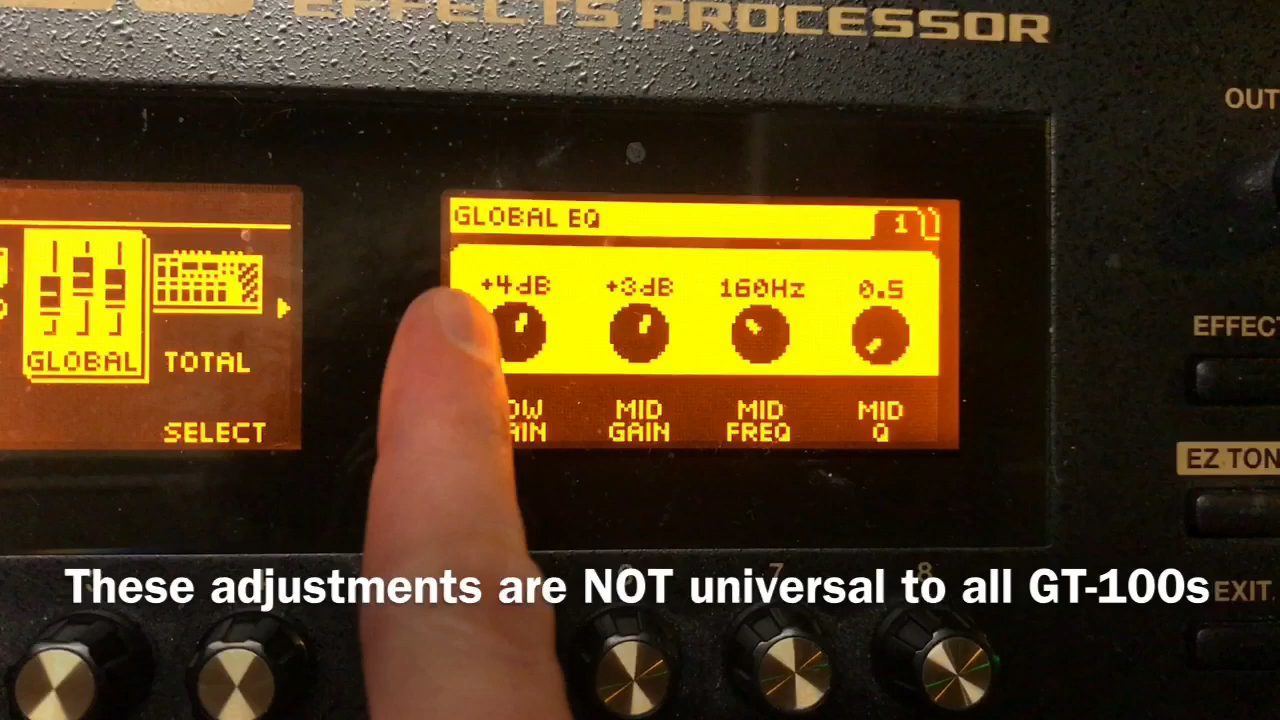 EFFECTS PROCESSOR
OUT
GLOBAL EQ
1
+4dB +3dB 160Hz 0.5
GLOBAL
TOTAL
MID MID MID
GAIN FREQ Q
SELECT
EFFEC
EZ TON
7 8
These adjustments are NOT universal to all GT-100s
EXIT